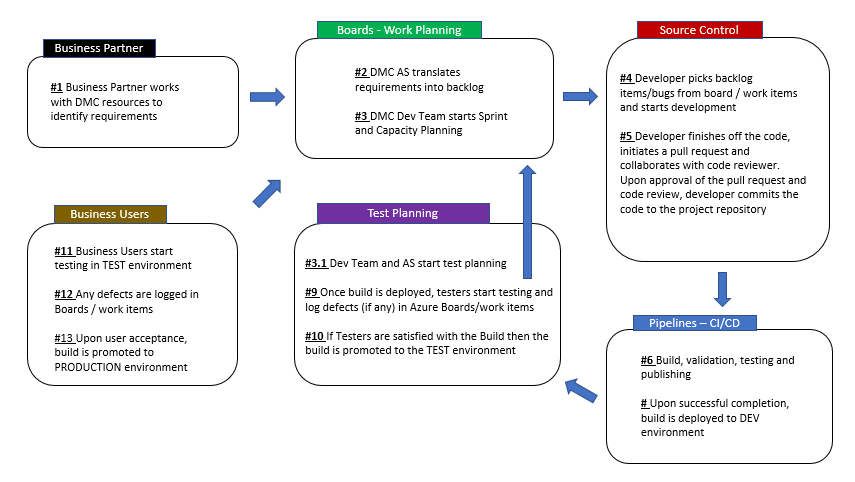 Business Partner
#1 Business Partner works
with DMC resources to
identify requirements
Boards - Work Planning
#2 DMC AS translates
requirements into backlog
#3 DMC Dev Team starts Sprint
and Capacity Planning
Source Control
#4 Developer picks backlog
items/bugs from board / work items
and starts development
#5 Developer finishes off the code,
initiates a pull request and
collaborates with code reviewer.
Upon approval of the pull request and
code review, developer commits the
code to the project repository
Business Users
#11 Business Users start
testing in TEST environment
#12 Any defects are logged in
Boards / work items
#13 Upon user acceptance,
build is promoted to
PRODUCTION environment
Test Planning
#3.1 Dev Team and AS start test planning
#9 Once build is deployed, testers start testing and
log defects (if any) in Azure Boards/work items
#10 If Testers are satisfied with the Build then the
build is promoted to the TEST environment
Pipelines – CI/CD
#6 Build, validation, testing and
publishing
# Upon successful completion,
build is deployed to DEV
environment